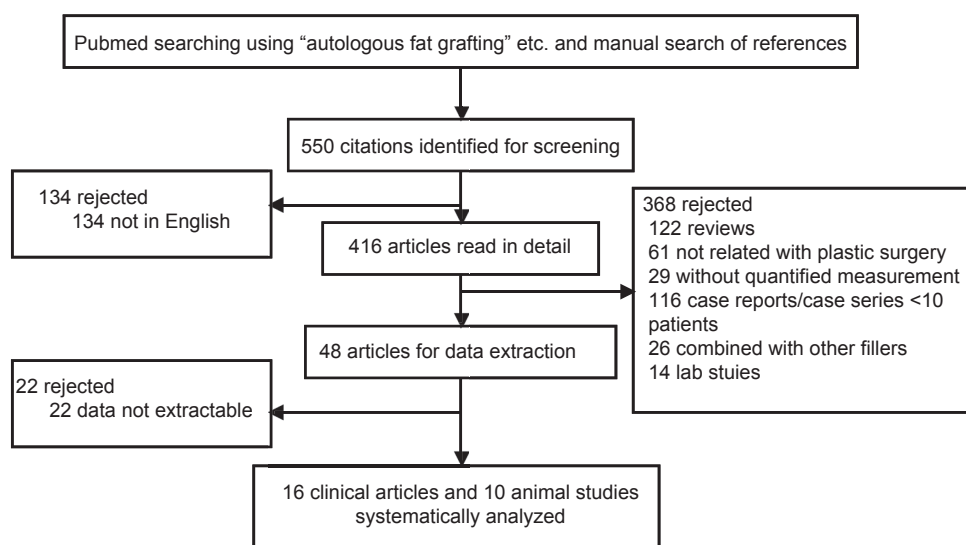 Pubmed searching using “autologous fat grafting” etc. and manual search of references
550 citations identified for screening
134 rejected
134 not in English
416 articles read in detail
368 rejected
122 reviews
61 not related with plastic surgery
29 without quantified measurement
116 case reports/case series <10
patients
26 combined with other fillers
14 lab stuies
48 articles for data extraction
22 rejected
22 data not extractable
16 clinical articles and 10 animal studies
systematically analyzed